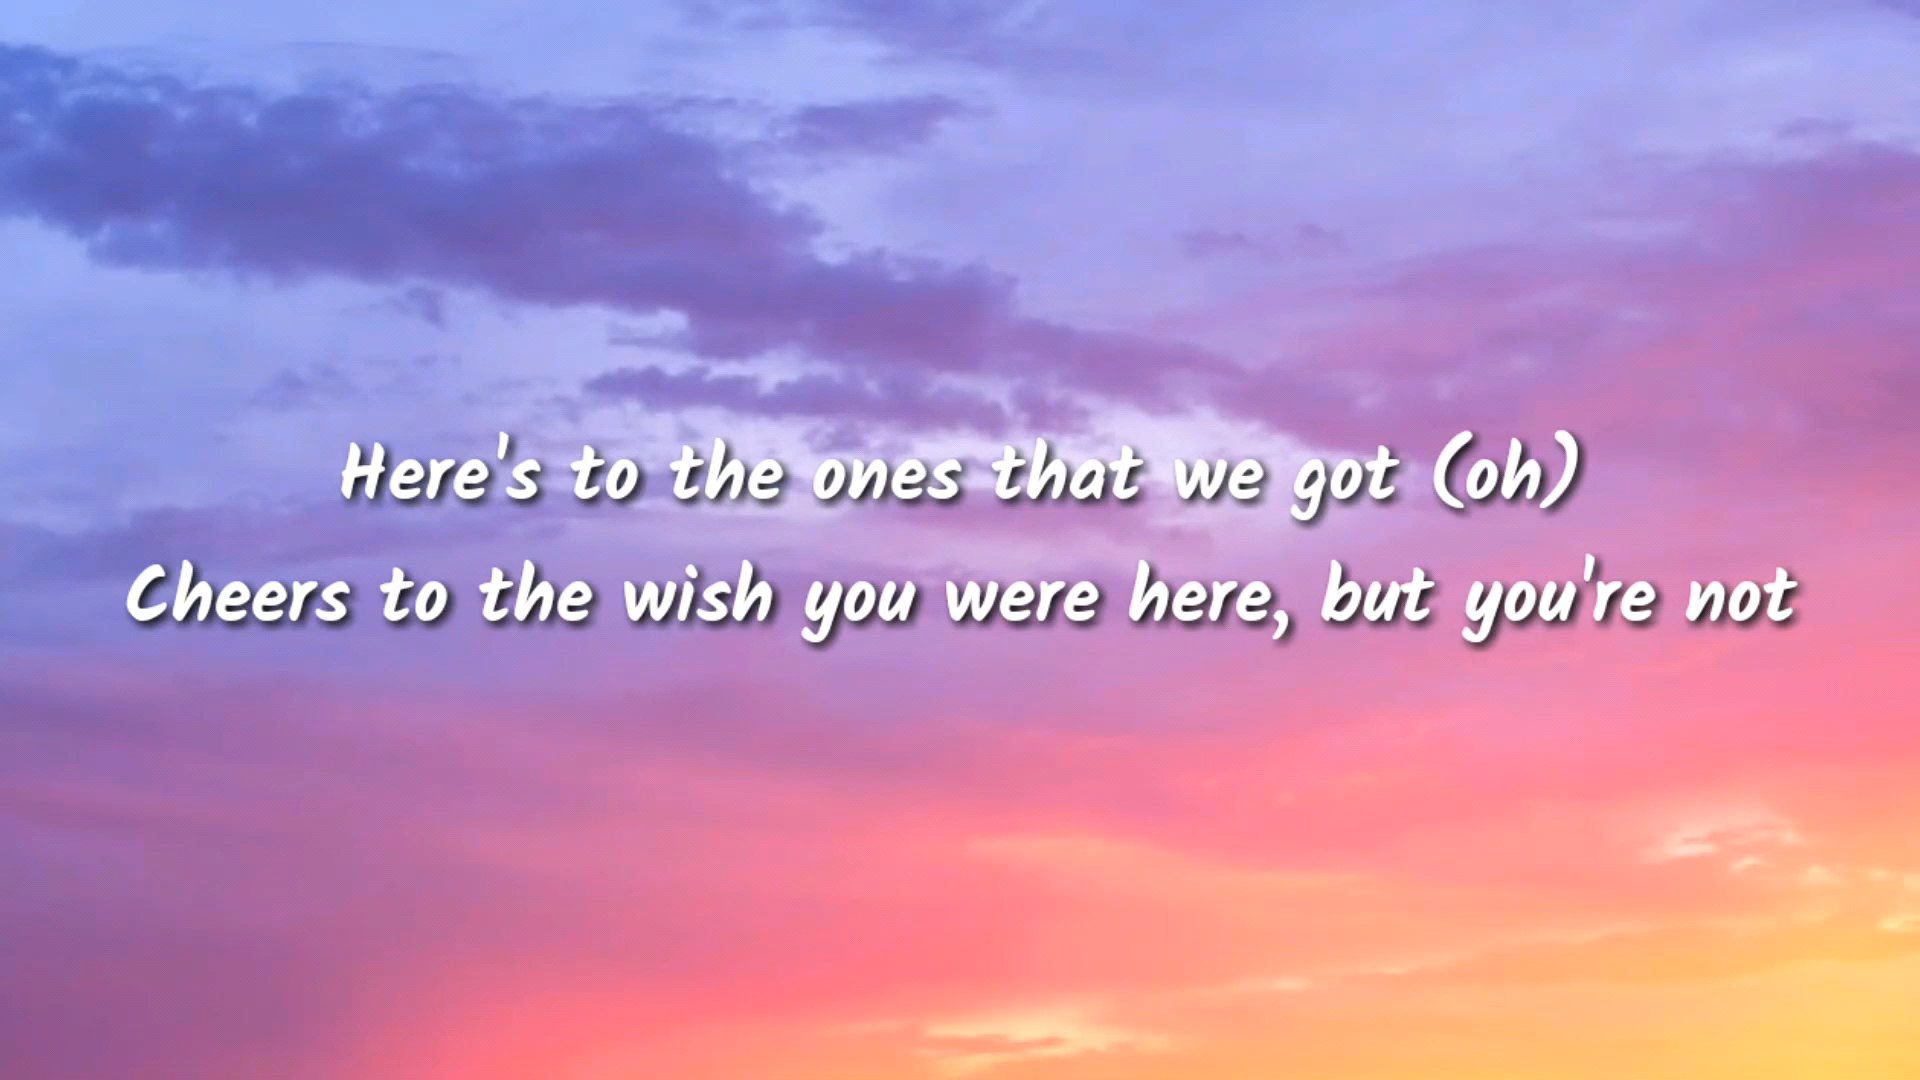 Here's to the ones that we got (oh)
Cheers to the wish you were here, but you're not